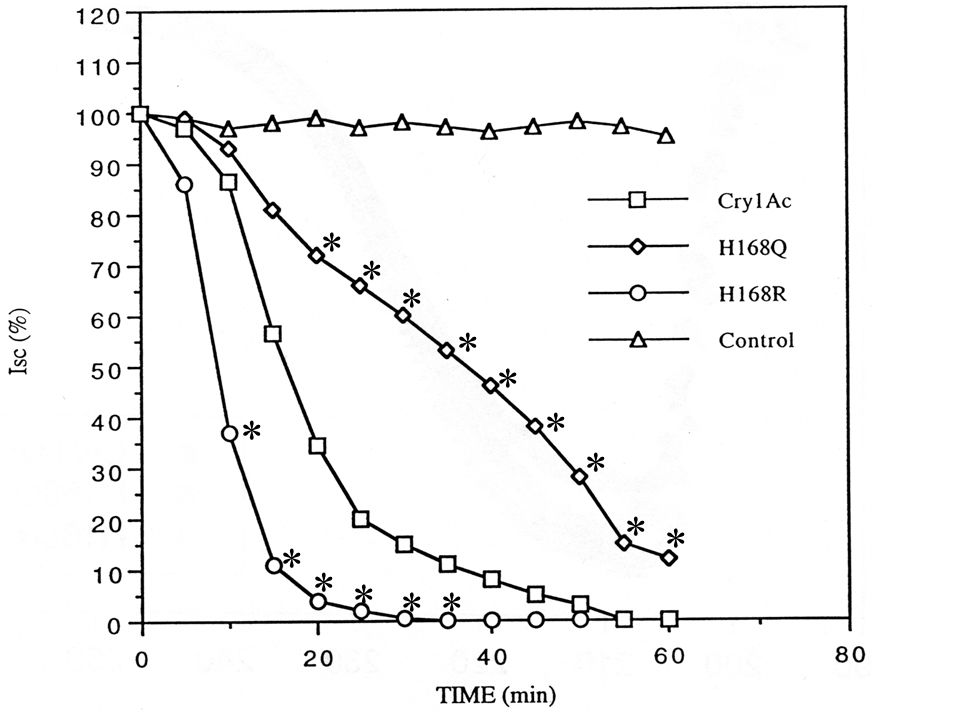 120
110
100
90
80
70
60
50
40
30
20
10
0
Isc (%)
Cry1Ac
H168Q
H168R
Control
* * * * * * * * *
* * * * * *
0 20 40 60 80
TIME (min)